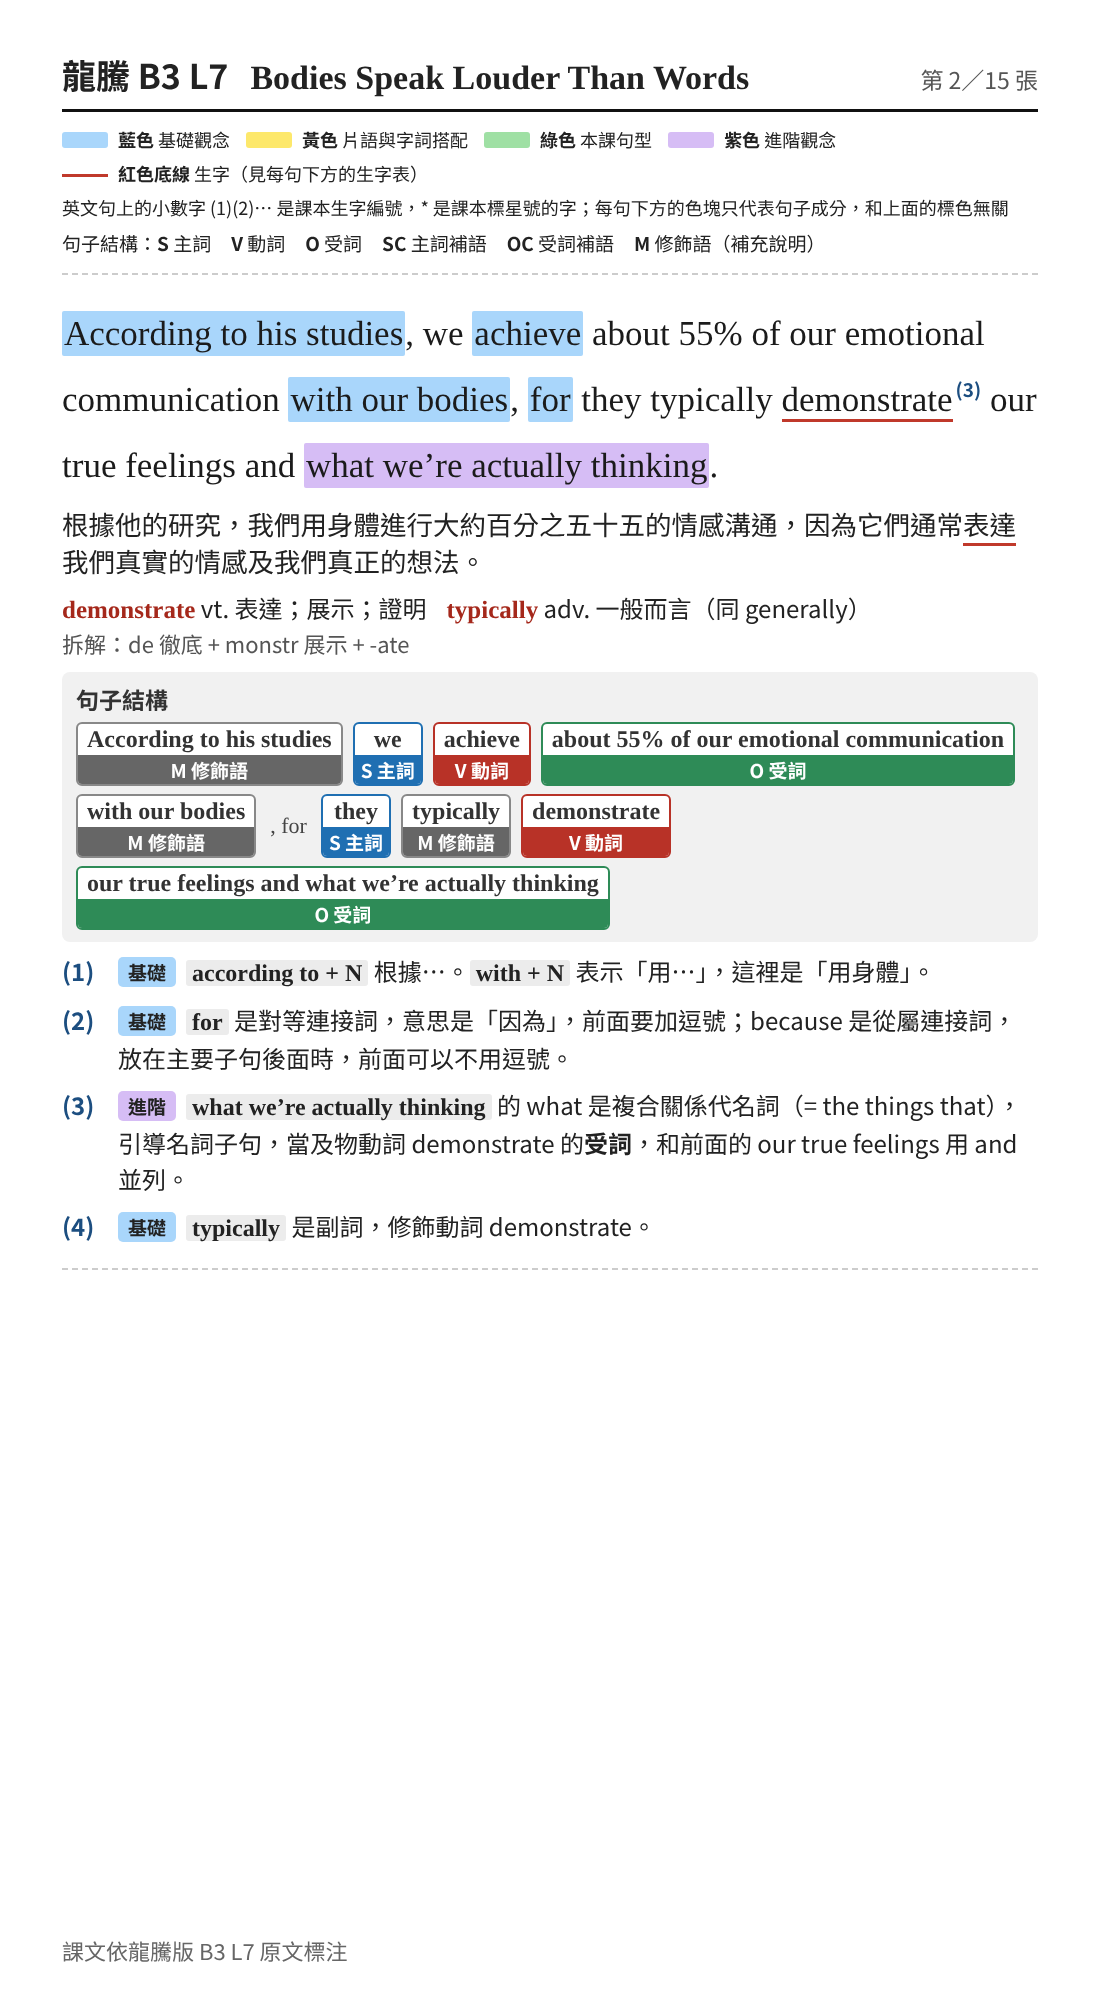 龍騰 B3 L7 Bodies Speak Louder Than Words 第 2／15 張
藍色 基礎觀念 黃色 片語與字詞搭配 綠色 本課句型 紫色 進階觀念
紅色底線 生字（見每句下方的生字表）
英文句上的小數字 (1)(2)⋯ 是課本生字編號，* 是課本標星號的字；每句下方的色塊只代表句子成分，和上面的標色無關
句子結構：S 主詞 V 動詞 O 受詞 SC 主詞補語 OC 受詞補語 M 修飾語（補充說明）
According to his studies, we achieve about 55% of our emotional
communication with our bodies, for they typically demonstrate(3) our
true feelings and what we’re actually thinking.
根據他的研究，我們用身體進行大約百分之五十五的情感溝通，因為它們通常表達
我們真實的情感及我們真正的想法。
demonstrate vt. 表達；展示；證明 typically adv. 一般而言（同 generally）
拆解：de 徹底 + monstr 展示 + -ate
句子結構
According to his studies we achieve about 55% of our emotional communication
M 修飾語 S 主詞 V 動詞 O 受詞
with our bodies , for they typically demonstrate
M 修飾語 S 主詞 M 修飾語 V 動詞
our true feelings and what we’re actually thinking
O 受詞
(1) 基礎 according to + N 根據⋯。with + N 表示「用⋯」，這裡是「用身體」。
(2) 基礎 for 是對等連接詞，意思是「因為」，前面要加逗號；because 是從屬連接詞，
放在主要子句後面時，前面可以不用逗號。
(3) 進階 what we’re actually thinking 的 what 是複合關係代名詞（= the things that），
引導名詞子句，當及物動詞 demonstrate 的受詞，和前面的 our true feelings 用 and
並列。
(4) 基礎 typically 是副詞，修飾動詞 demonstrate。
課文依龍騰版 B3 L7 原文標注